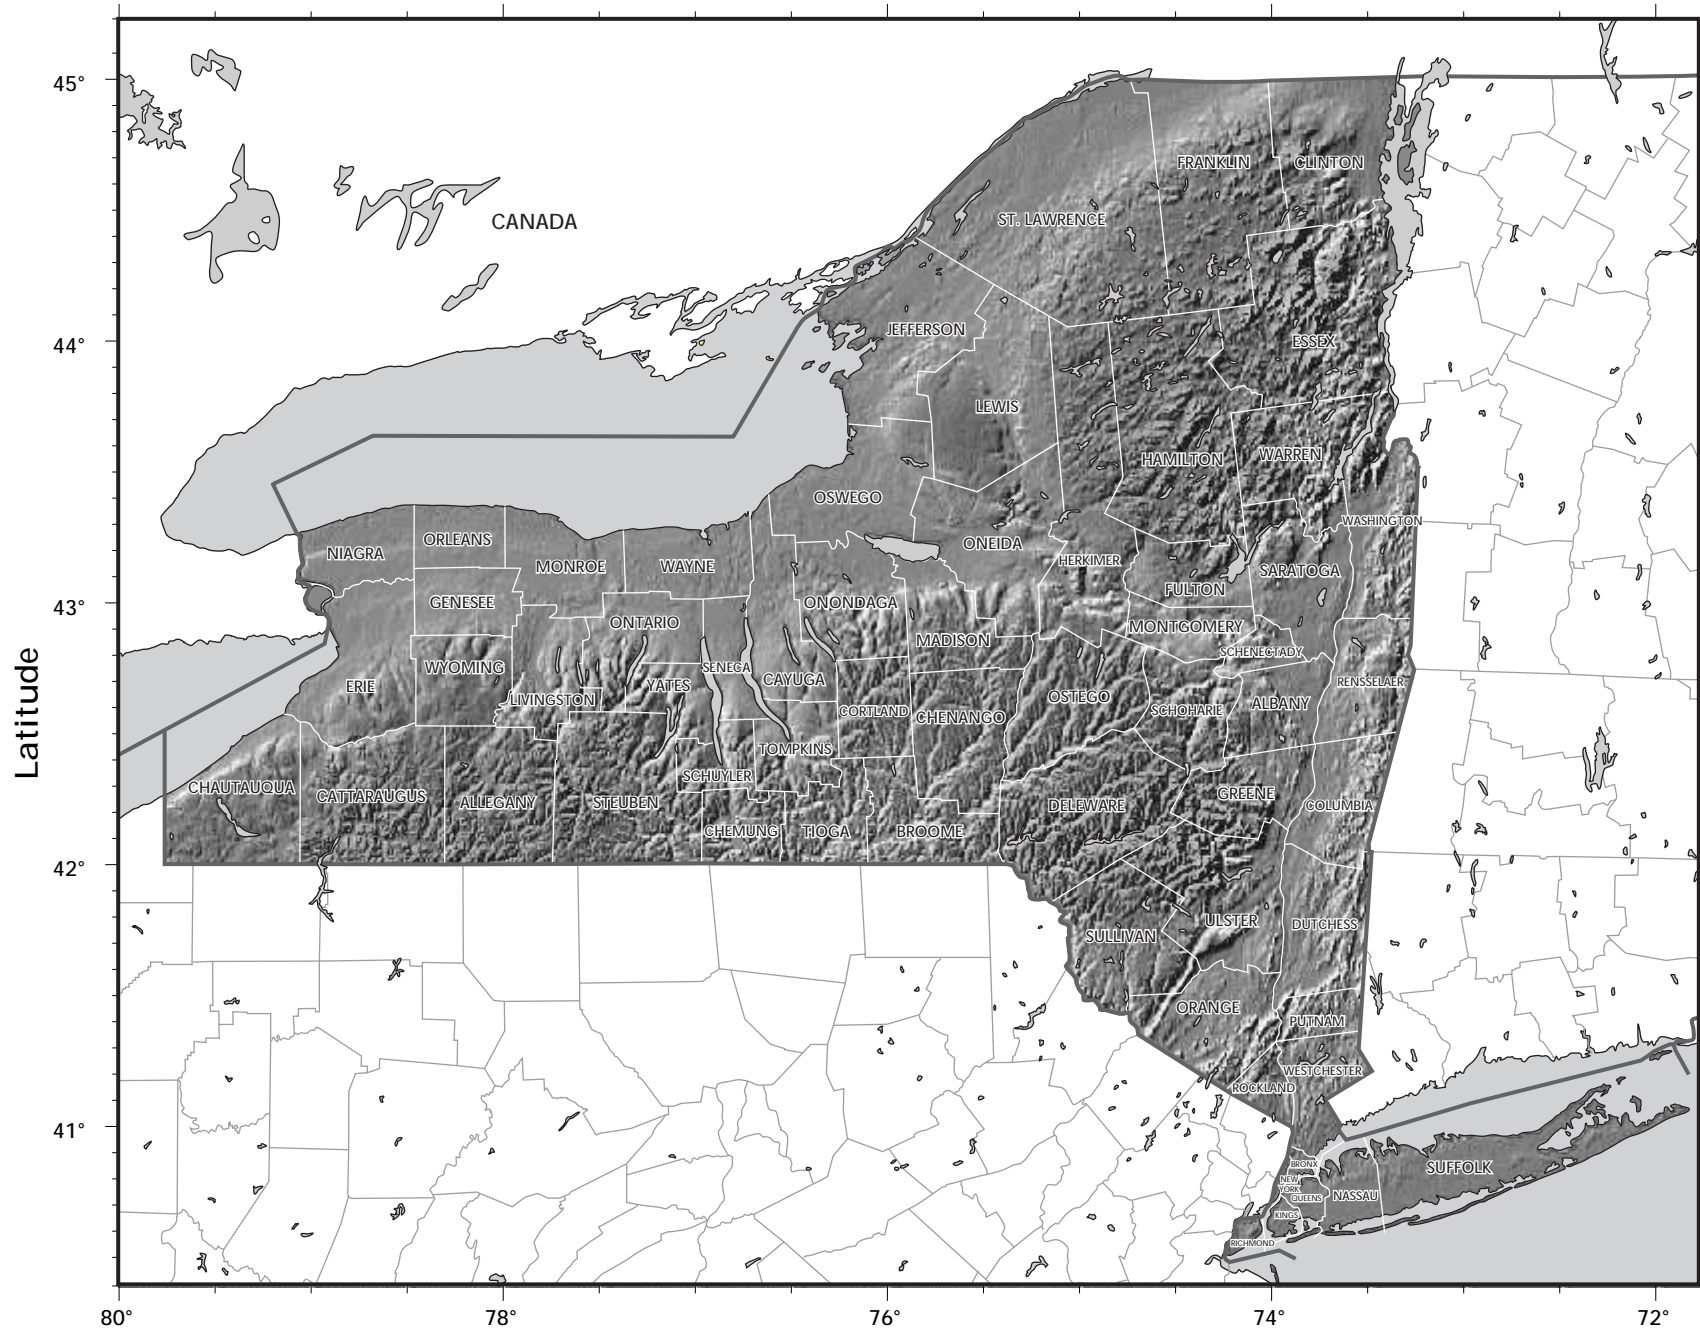 45°
FRANKLIN
CLINTON
ST. LAWRENCE
CANADA
44°
JEFFERSON
ESSEX
LEWIS
HAMILTON
WARREN
OSWEGO
WASHINGTON
NIAGRA
ORLEANS
MONROE
WAYNE
ONEIDA
HERKIMER
SARATOGA
FULTON
43°
GENESEE
ONTARIO
ONONDAGA
MADISON
MONTGOMERY
SCHENECTADY
WYOMING
ERIE
LIVINGSTON
YATES
SENECA
CAYUGA
CORTLAND
CHENANGO
OSTEGO
SCHOHARIE
ALBANY
RENSSELAER
Latitude
TOMPKINS
SCHUYLER
CHAUTAUQUA
CATTARAUGUS
ALLEGANY
STEUBEN
CHEMUNG
TIOGA
BROOME
DELEWARE
GREENE
COLUMBIA
42°
SULLIVAN
ULSTER
DUTCHESS
ORANGE
PUTNAM
WESTCHESTER
ROCKLAND
41°
BRONX
NEW
YORK
QUEENS
NASSAU
SUFFOLK
KINGS
RICHMOND
80°
78°
76°
74°
72°